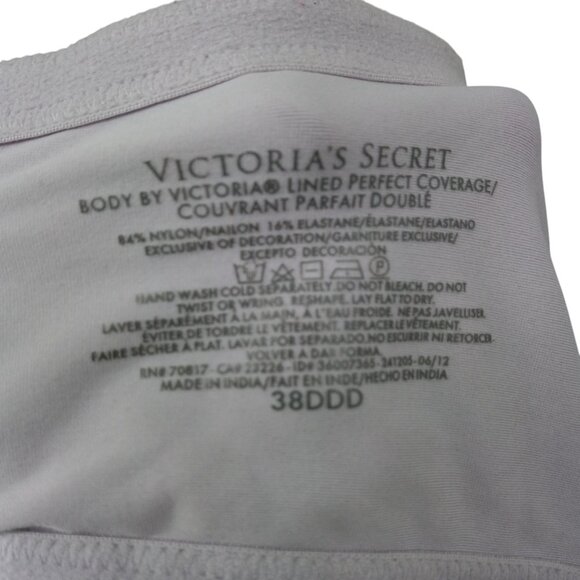 VICTORIA'S SECRET
BODY BY VICTORIA® LINED PERFECT COVERAGE/
COUVRANT PARFAIT DOUBLÉ
84% NYLON/NAILON 16% ELASTANE/ÉLASTANE/ELASTANO
EXCLUSIVE OF DECORATION/GARNITURE EXCLUSIVE/
EXCEPTO DECORACIÓN
HAND WASH COLD SEPARATELY. DO NOT BLEACH. DO NOT
TWIST OR WRING. RESHAPE, LAY FLAT TO DRY.
LAVER SÉPARÉMENT À LA MAIN, À L'EAU FROIDE. NE PAS JAVELLISER.
ÉVITER DE TORDRE LE VÊTEMENT. REPLACER LE VÊTEMENT.
FAIRE SÉCHER À PLAT. LAVAR POR SEPARADO. NO ESCURRIR NI RETORCER.
VOLVER A DAR FORMA.
RN# 70817 - CA# 23226 - ID# 36007365 - 241205 - 06/12
MADE IN INDIA/FAIT EN INDE/HECHO EN INDIA
38DDD